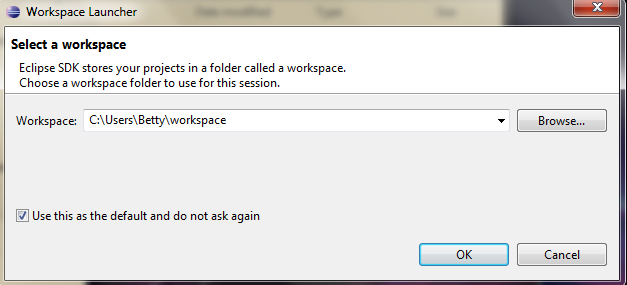 Workspace Launcher
Select a workspace
Eclipse SDK stores your projects in a folder called a workspace.
Choose a workspace folder to use for this session.
Workspace: C:\Users\Betty\workspace Browse...
Use this as the default and do not ask again
OK Cancel